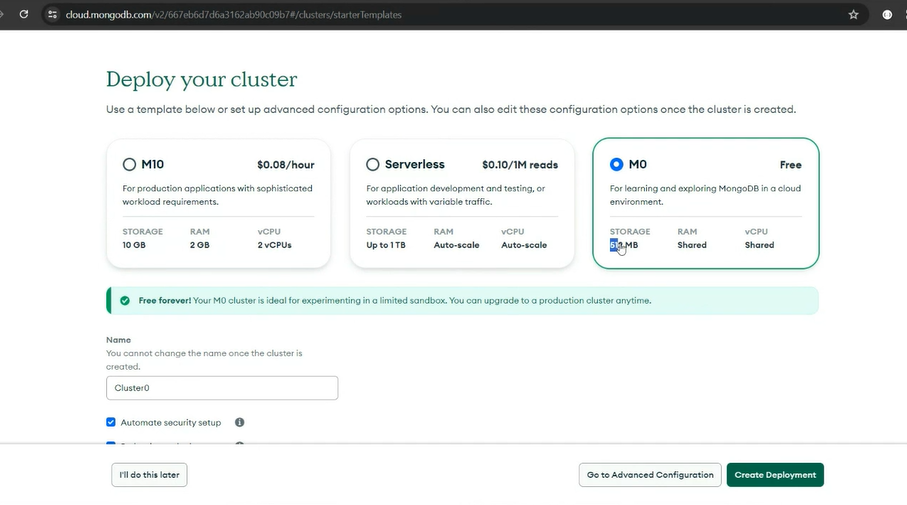 cloud.mongodb.com/v2/667eb6d7d6a3162ab90c09b7#/clusters/starterTemplates
Deploy your cluster
Use a template below or set up advanced configuration options. You can also edit these configuration options once the cluster is created.
M10 $0.08/hour
For production applications with sophisticated
workload requirements.
STORAGE RAM vCPU
10 GB 2 GB 2 vCPUs
Serverless $0.10/1M reads
For application development and testing, or
workloads with variable traffic.
STORAGE RAM vCPU
Up to 1 TB Auto-scale Auto-scale
M0 Free
For learning and exploring MongoDB in a cloud
environment.
STORAGE RAM vCPU
512 MB Shared Shared
Free forever! Your M0 cluster is ideal for experimenting in a limited sandbox. You can upgrade to a production cluster anytime.
Name
You cannot change the name once the cluster is
created.
Cluster0
Automate security setup
I'll do this later
Go to Advanced Configuration
Create Deployment